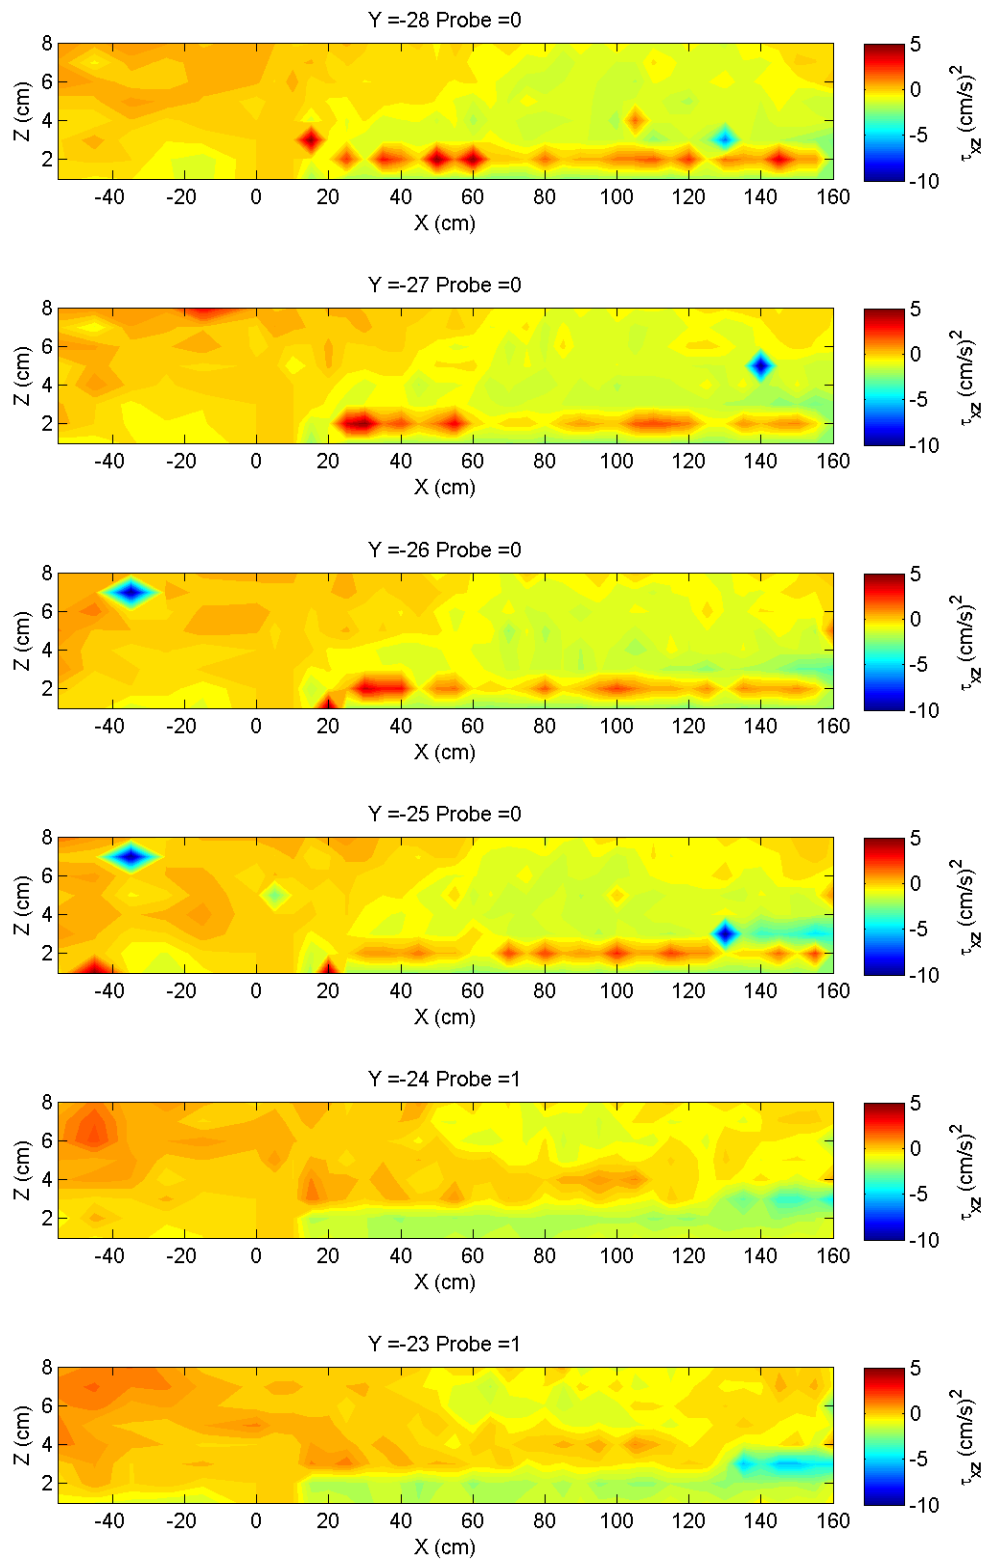 Y =-28 Probe =0
8
6
4
2
Z (cm)
-40 -20 0 20 40 60 80 100 120 140 160
X (cm)
5
0
-5
-10
τxz (cm/s)²
Y =-27 Probe =0
8
6
4
2
Z (cm)
-40 -20 0 20 40 60 80 100 120 140 160
X (cm)
5
0
-5
-10
τxz (cm/s)²
Y =-26 Probe =0
8
6
4
2
Z (cm)
-40 -20 0 20 40 60 80 100 120 140 160
X (cm)
5
0
-5
-10
τxz (cm/s)²
Y =-25 Probe =0
8
6
4
2
Z (cm)
-40 -20 0 20 40 60 80 100 120 140 160
X (cm)
5
0
-5
-10
τxz (cm/s)²
Y =-24 Probe =1
8
6
4
2
Z (cm)
-40 -20 0 20 40 60 80 100 120 140 160
X (cm)
5
0
-5
-10
τxz (cm/s)²
Y =-23 Probe =1
8
6
4
2
Z (cm)
-40 -20 0 20 40 60 80 100 120 140 160
X (cm)
5
0
-5
-10
τxz (cm/s)²